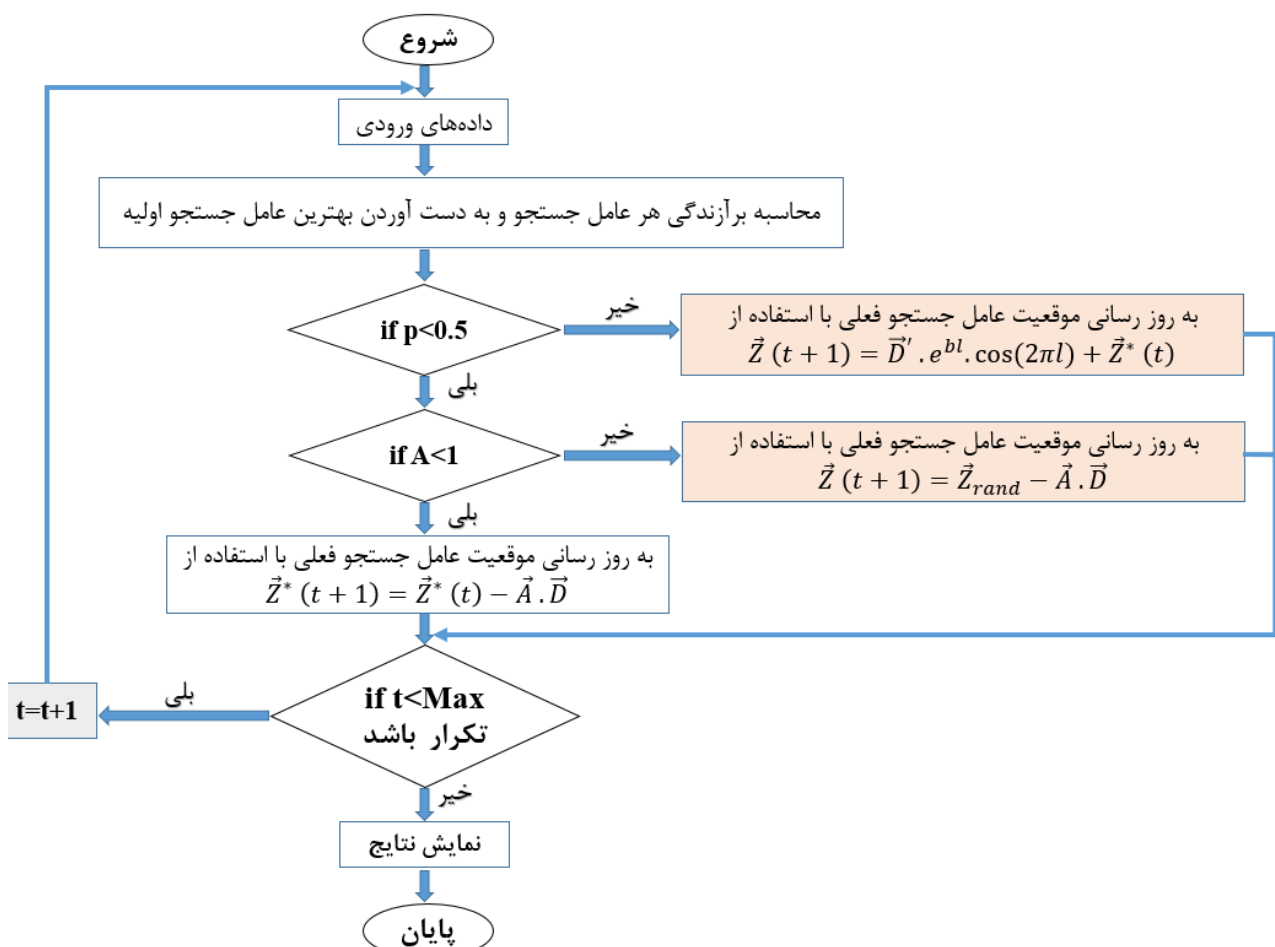 شروع
داده‌های ورودی
محاسبه برآزندگی هر عامل جستجو و به دست آوردن بهترین عامل جستجو اولیه
if p<0.5
خیر
به روز رسانی موقعیت عامل جستجو فعلی با استفاده از
Z⃗ (t + 1) = D⃗′ . e^{bl}. cos(2πl) + Z⃗* (t)
بلی
if A<1
خیر
به روز رسانی موقعیت عامل جستجو فعلی با استفاده از
Z⃗ (t + 1) = Z⃗_{rand} − A⃗ . D⃗
بلی
به روز رسانی موقعیت عامل جستجو فعلی با استفاده از
Z⃗* (t + 1) = Z⃗* (t) − A⃗ . D⃗
if t<Max
تکرار باشد
بلی
t=t+1
خیر
نمایش نتایج
پایان